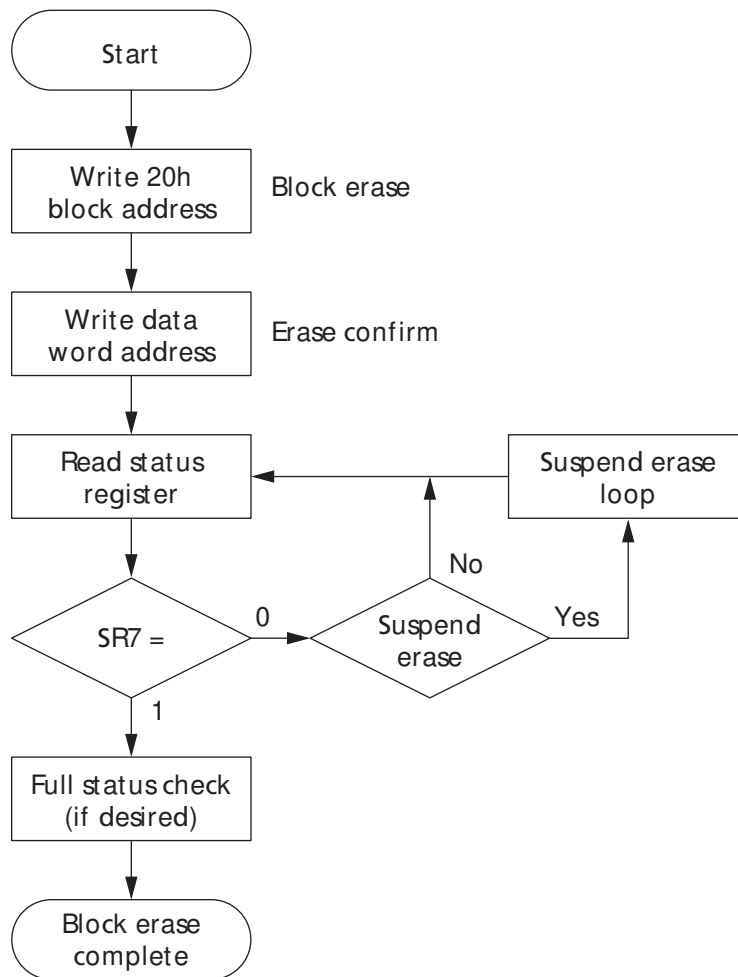 Start
Write 20h
block address
Block erase
Write data
word address
Erase confirm
Read status
register
Suspend erase
loop
No
SR7 =
0
Suspend
erase
Yes
1
Full status check
(if desired)
Block erase
complete